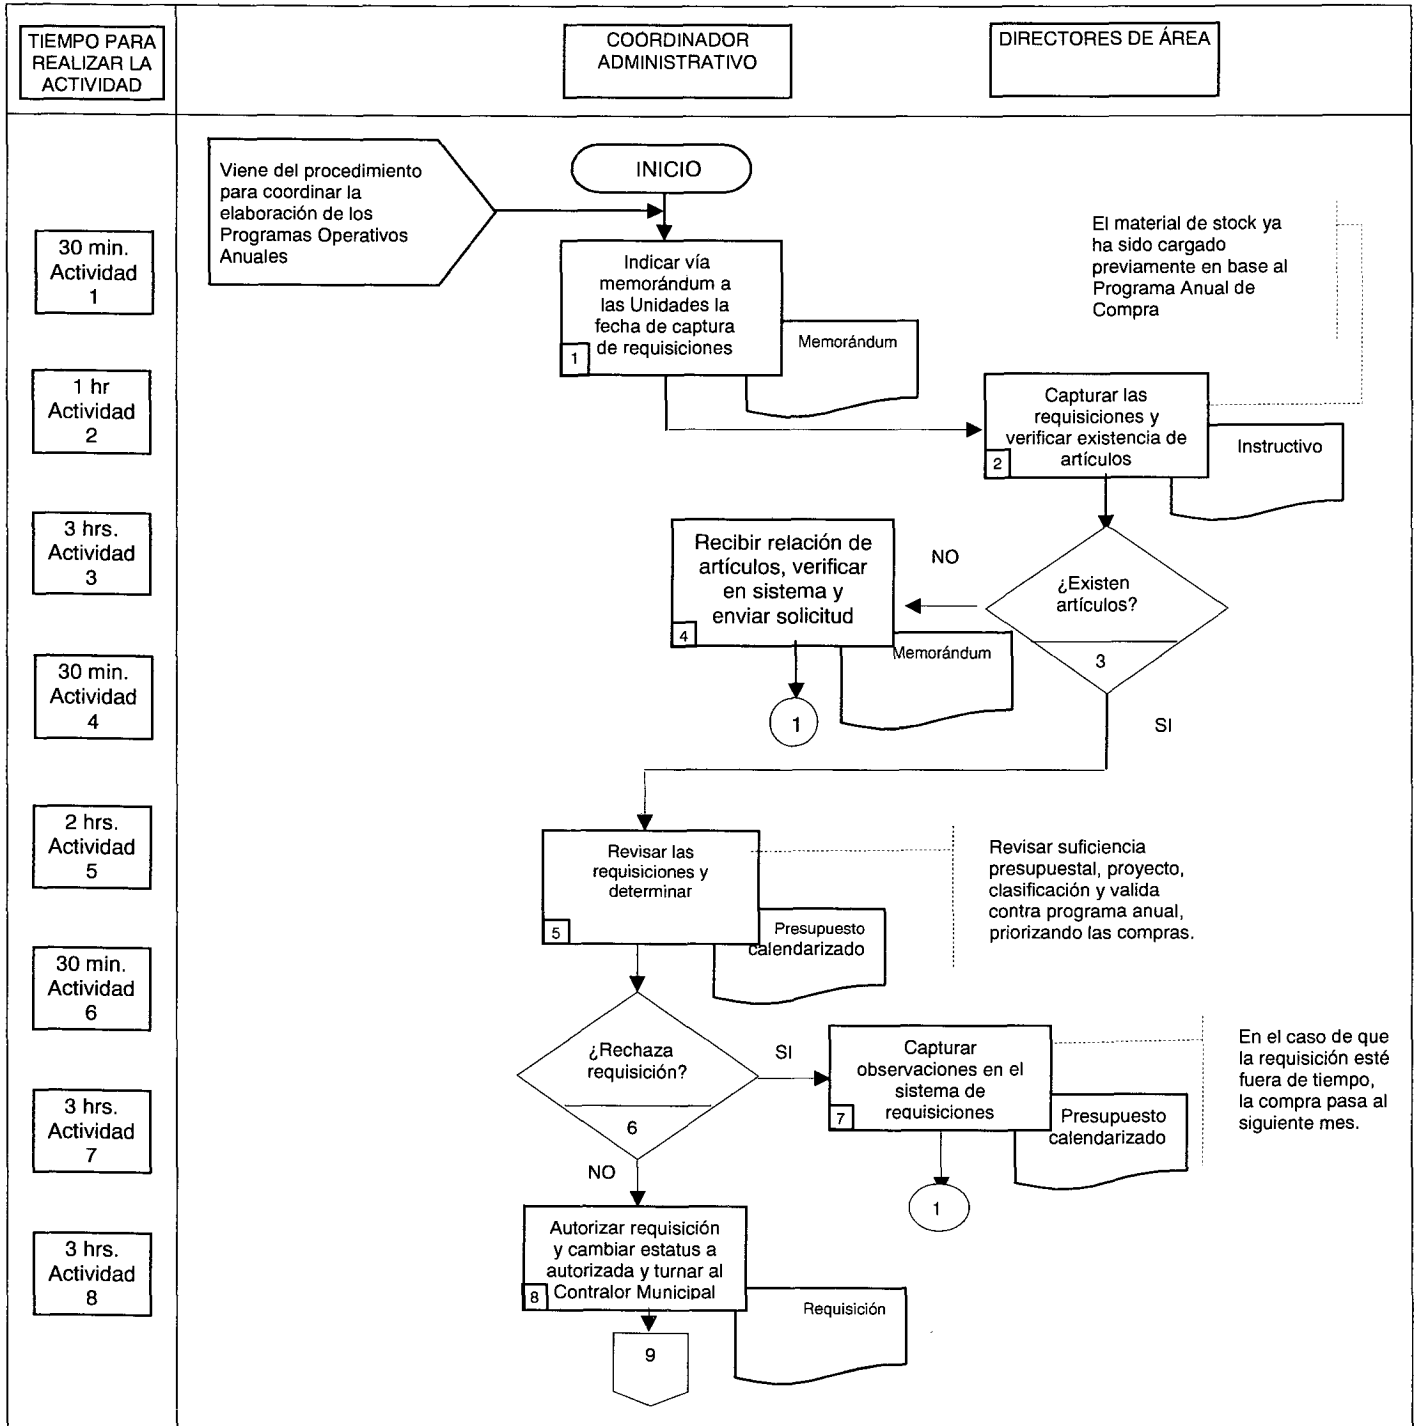 TIEMPO PARA
REALIZAR LA
ACTIVIDAD
COORDINADOR
ADMINISTRATIVO
DIRECTORES DE ÁREA
Viene del procedimiento
para coordinar la
elaboración de los
Programas Operativos
Anuales
INICIO
30 min.
Actividad
1
Indicar vía
memorándum a
las Unidades la
fecha de captura
de requisiciones
1
Memorándum
El material de stock ya
ha sido cargado
previamente en base al
Programa Anual de
Compra
1 hr
Actividad
2
Capturar las
requisiciones y
verificar existencia de
artículos
2
Instructivo
3 hrs.
Actividad
3
¿Existen
artículos?
3
NO
Recibir relación de
artículos, verificar
en sistema y
enviar solicitud
4
Memorándum
1
SI
30 min.
Actividad
4
2 hrs.
Actividad
5
Revisar las
requisiciones y
determinar
5
Presupuesto
calendarizado
Revisar suficiencia
presupuestal, proyecto,
clasificación y valida
contra programa anual,
priorizando las compras.
30 min.
Actividad
6
¿Rechaza
requisición?
6
SI
Capturar
observaciones en el
sistema de
requisiciones
7
Presupuesto
calendarizado
En el caso de que
la requisición esté
fuera de tiempo,
la compra pasa al
siguiente mes.
1
3 hrs.
Actividad
7
NO
3 hrs.
Actividad
8
Autorizar requisición
y cambiar estatus a
autorizada y turnar al
Contralor Municipal
8
Requisición
9